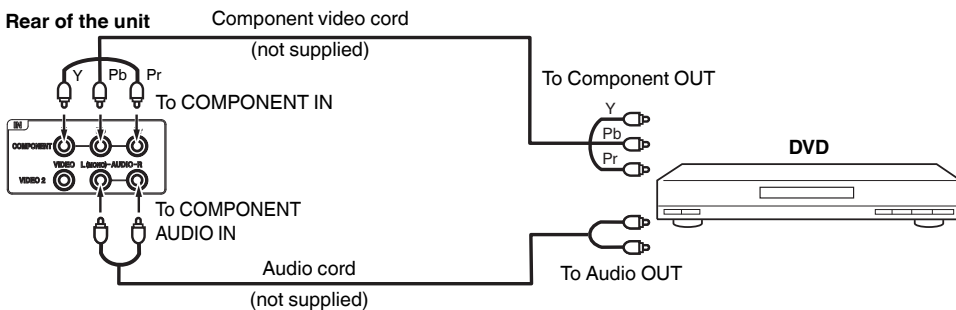 Rear of the unit
Component video cord
(not supplied)
Y Pb Pr
To COMPONENT IN
To Component OUT
Y
Pb
Pr
DVD
IN
COMPONENT
VIDEO L (MONO)-AUDIO-R
VIDEO 2
To COMPONENT
AUDIO IN
To Audio OUT
Audio cord
(not supplied)